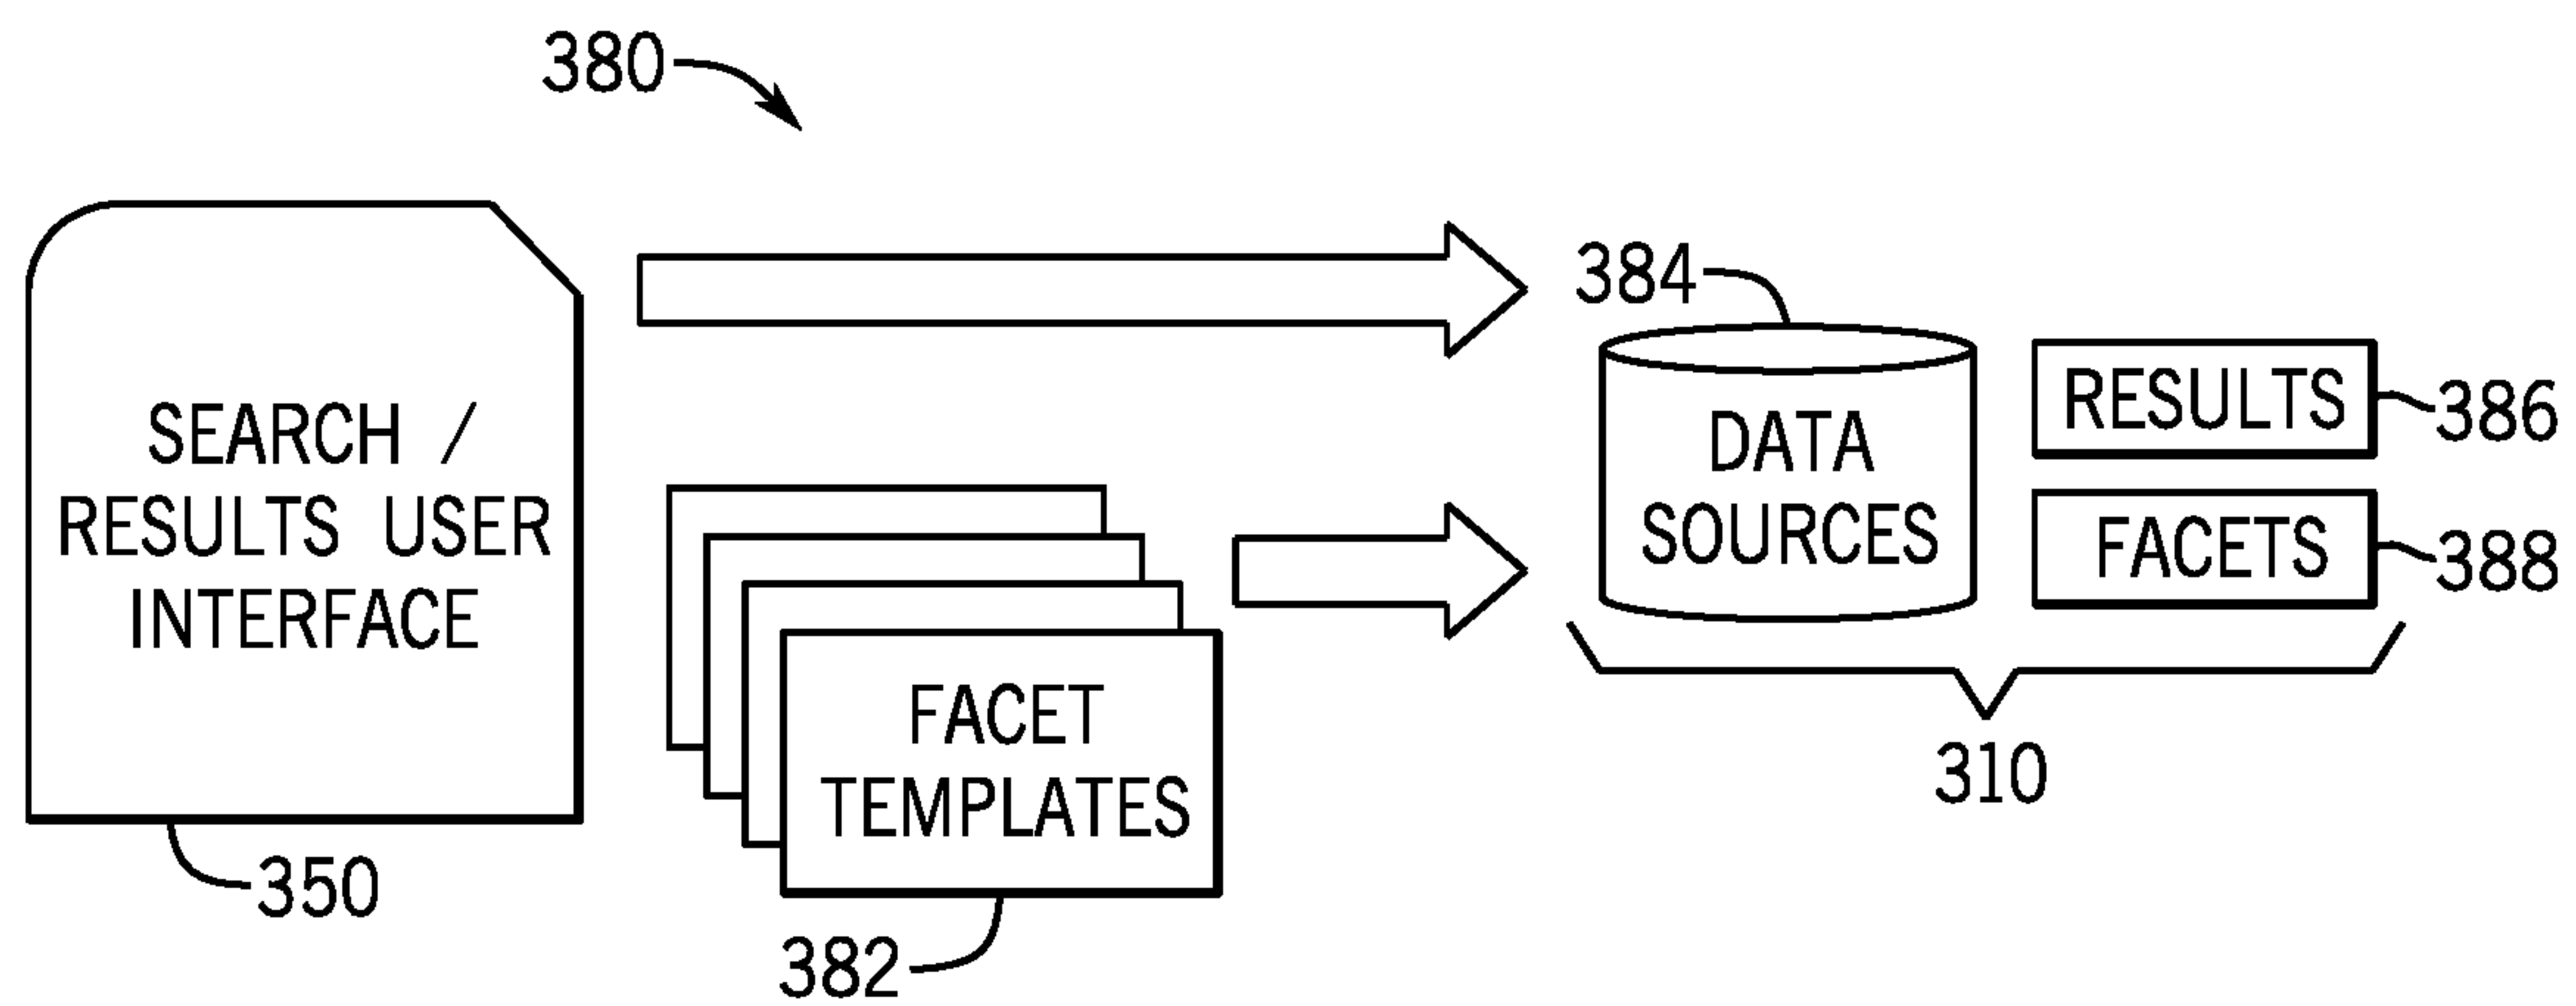 380
384
SEARCH /
RESULTS USER
INTERFACE
DATA
SOURCES
RESULTS
386
FACETS
388
FACET
TEMPLATES
310
350
382